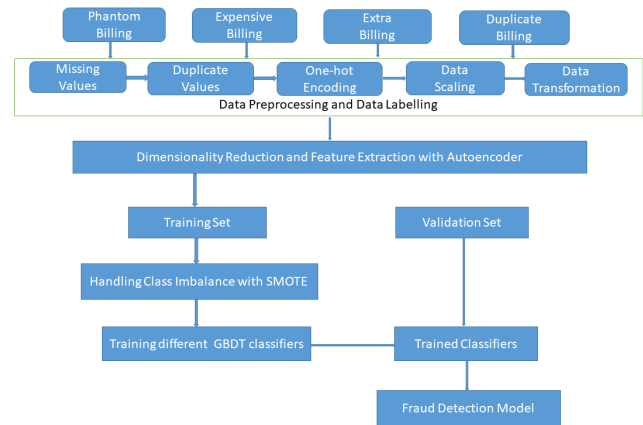 Phantom
Billing
Expensive
Billing
Extra
Billing
Duplicate
Billing
Missing
Values
Duplicate
Values
One-hot
Encoding
Data
Scaling
Data
Transformation
Data Preprocessing and Data Labelling
Dimensionality Reduction and Feature Extraction with Autoencoder
Training Set
Validation Set
Handling Class Imbalance with SMOTE
Training different GBDT classifiers
Trained Classifiers
Fraud Detection Model